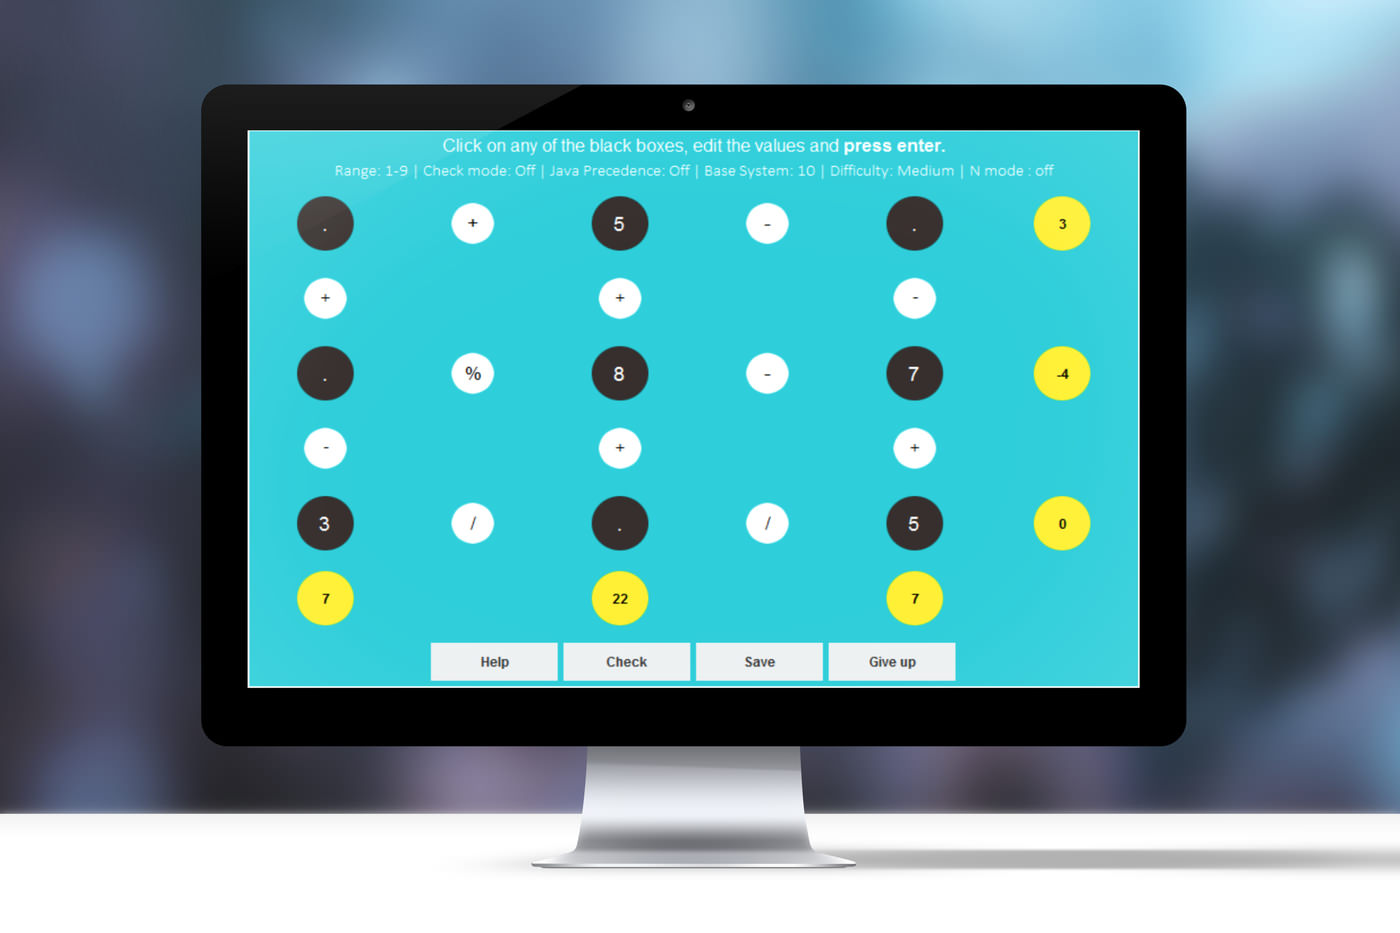 Click on any of the black boxes, edit the values and press enter.
Range: 1-9 | Check mode: Off | Java Precedence: Off | Base System: 10 | Difficulty: Medium | N mode : off
. + 5 - . 3
+ + -
. % 8 - 7 -4
- + +
3 / . / 5 0
7 22 7
Help Check Save Give up